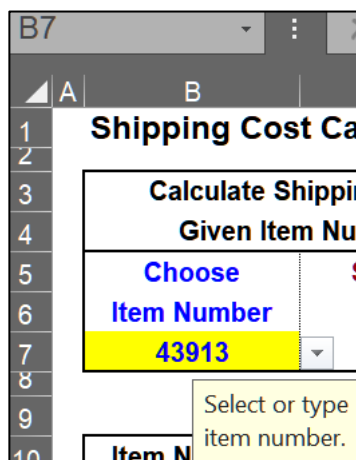 B7
A B
1 Shipping Cost Ca
2
3 Calculate Shippi
4 Given Item Nu
5 Choose
6 Item Number
7 43913
8
9 Select or type
item number.
10 Item N